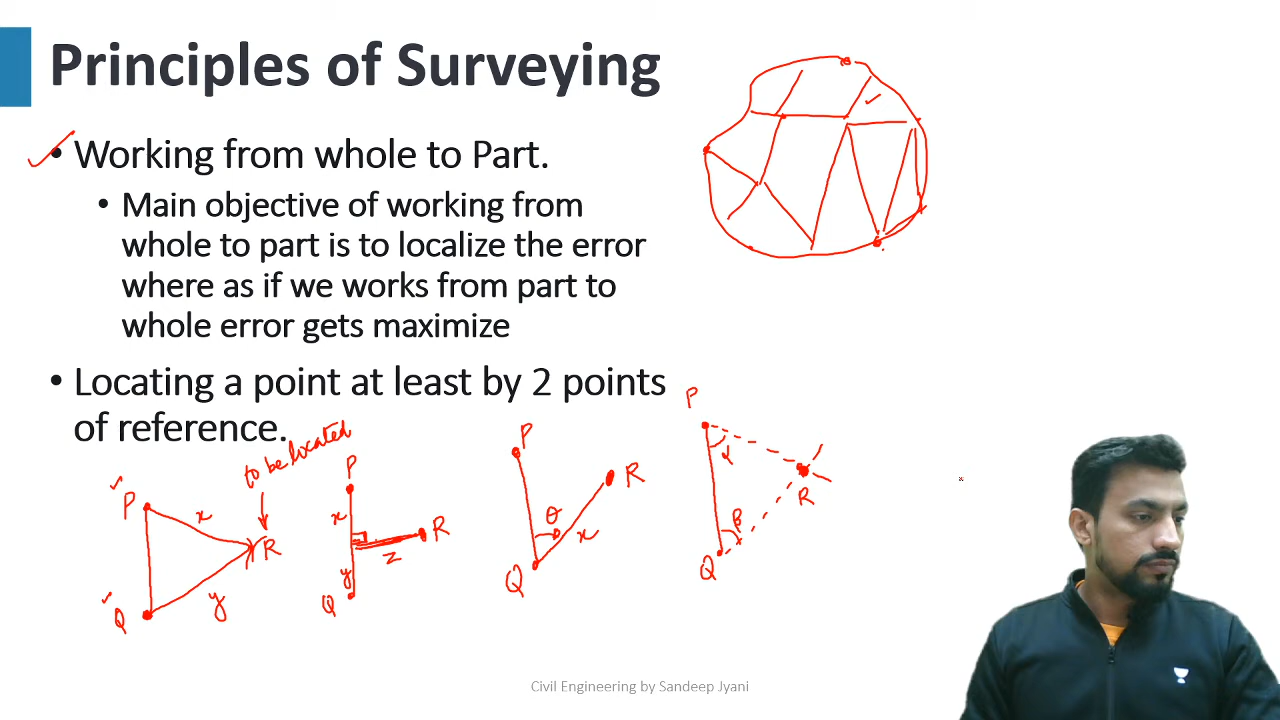 Principles of Surveying
• Working from whole to Part.
• Main objective of working from
whole to part is to localize the error
where as if we works from part to
whole error gets maximize
• Locating a point at least by 2 points
of reference.
to be located
P
x
R
y
Q
P
x
R
z
y
Q
P
R
θ
x
Q
P
α
R
β
Q
Civil Engineering by Sandeep Jyani